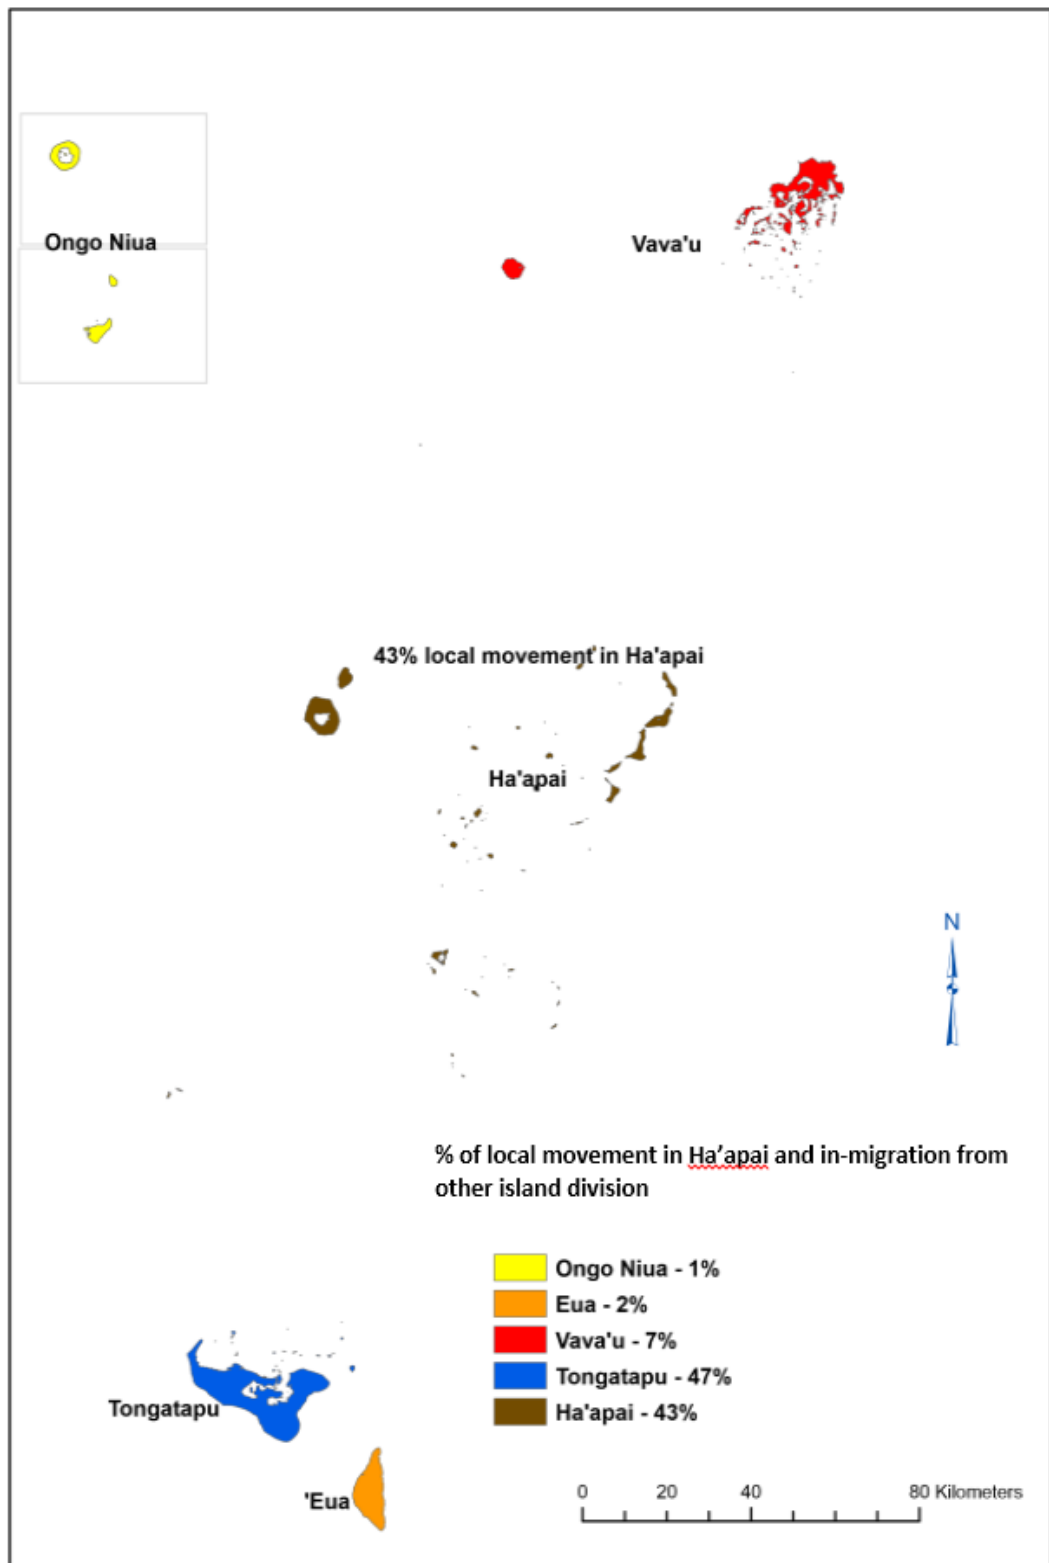 Ongo Niua
Vava'u
43% local movement in Ha'apai
Ha'apai
N
% of local movement in Ha’apai and in-migration from
other island division
Ongo Niua - 1%
Eua - 2%
Vava'u - 7%
Tongatapu - 47%
Ha'apai - 43%
Tongatapu
'Eua
0 20 40 80 Kilometers